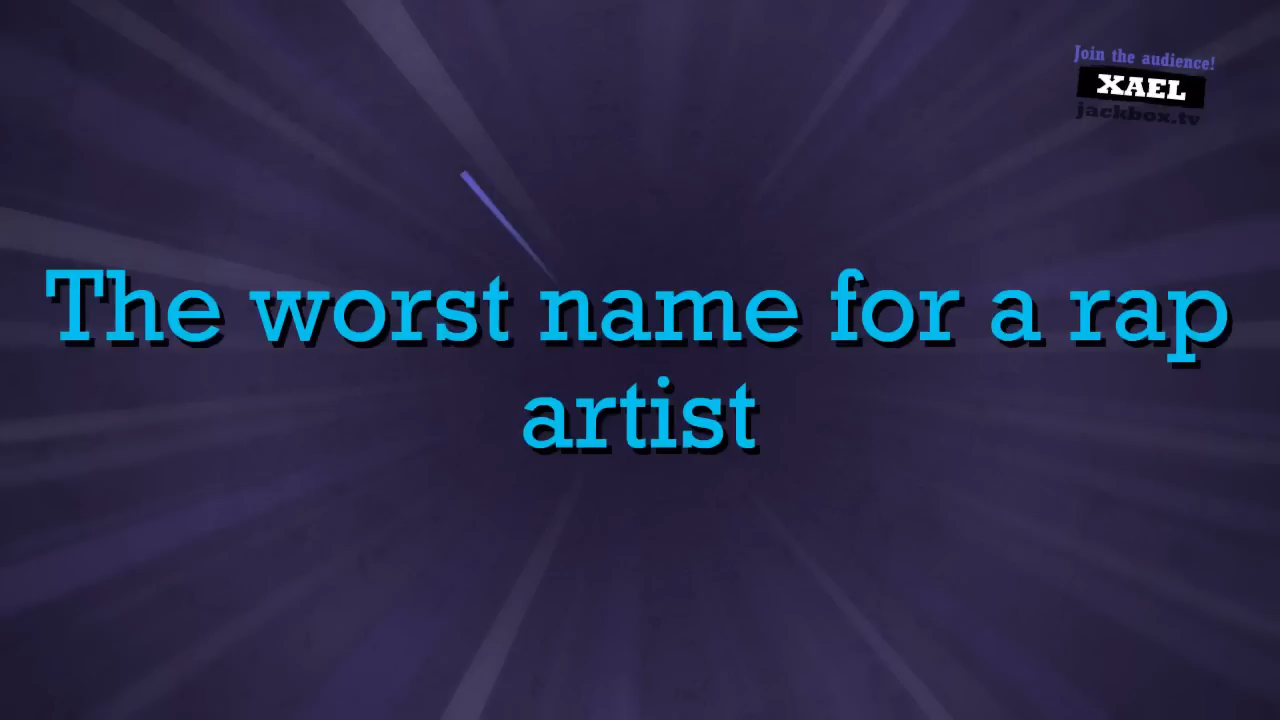 Join the audience!
XAEL
jackbox.tv
The worst name for a rap
artist